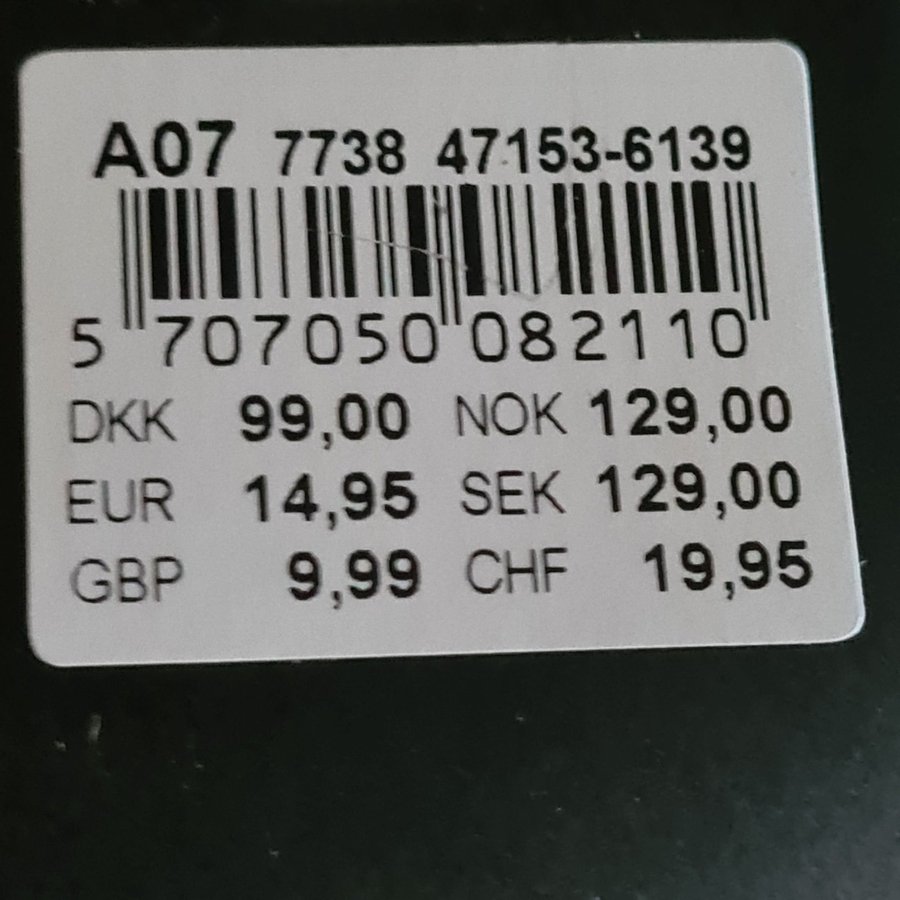 A07 7738 47153-6139
5 707050 082110
DKK 99,00 NOK 129,00
EUR 14,95 SEK 129,00
GBP 9,99 CHF 19,95